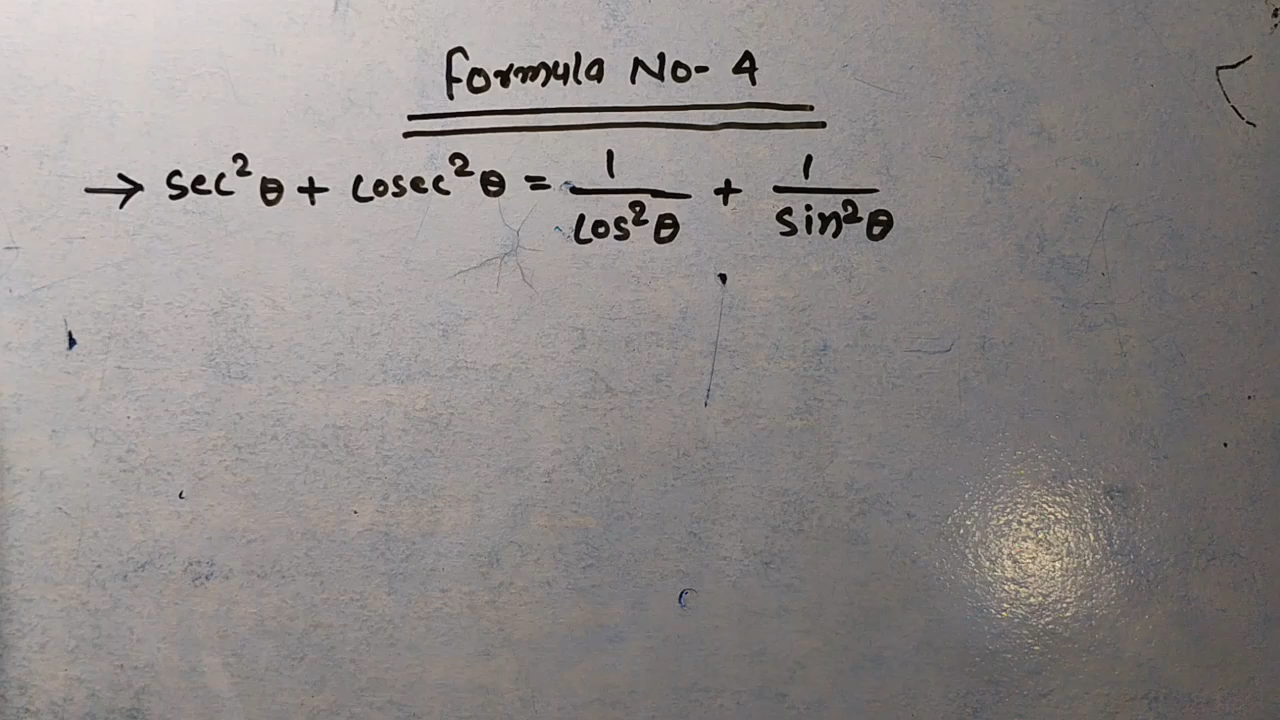 Formula No- 4
→ sec²θ + cosec²θ = 1/cos²θ + 1/sin²θ